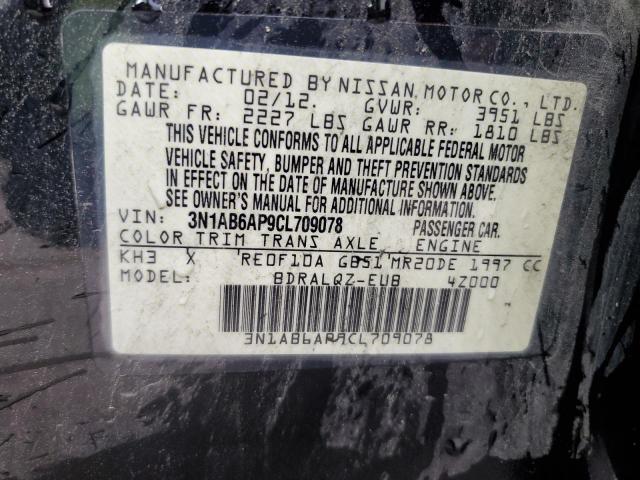 MANUFACTURED BY NISSAN MOTOR CO., LTD.
DATE: 02/12. GVWR: 3951 LBS
GAWR FR: 2227 LBS GAWR RR: 1810 LBS
THIS VEHICLE CONFORMS TO ALL APPLICABLE FEDERAL MOTOR
VEHICLE SAFETY, BUMPER AND THEFT PREVENTION STANDARDS
IN EFFECT ON THE DATE OF MANUFACTURE SHOWN ABOVE.
SEE OWNER'S MANUAL FOR ADDITIONAL INFORMATION.
VIN: 3N1AB6AP9CL709078 PASSENGER CAR.
COLOR TRIM TRANS AXLE ENGINE
KH3 X RE0F10A GB51 MR20DE 1997 CC
MODEL: BDRALQZ-EUB 4Z000
3N1AB6AP9CL709078